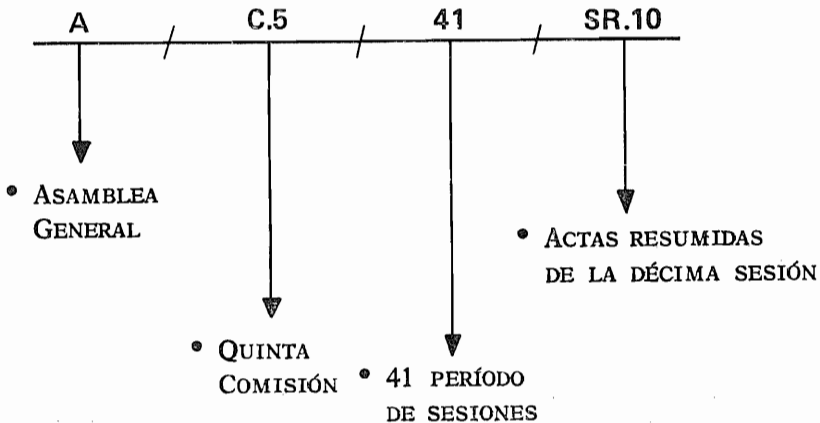 A / C.5 / 41 / SR.10
• ASAMBLEA
GENERAL
• QUINTA
COMISIÓN
• 41 PERÍODO
DE SESIONES
• ACTAS RESUMIDAS
DE LA DÉCIMA SESIÓN